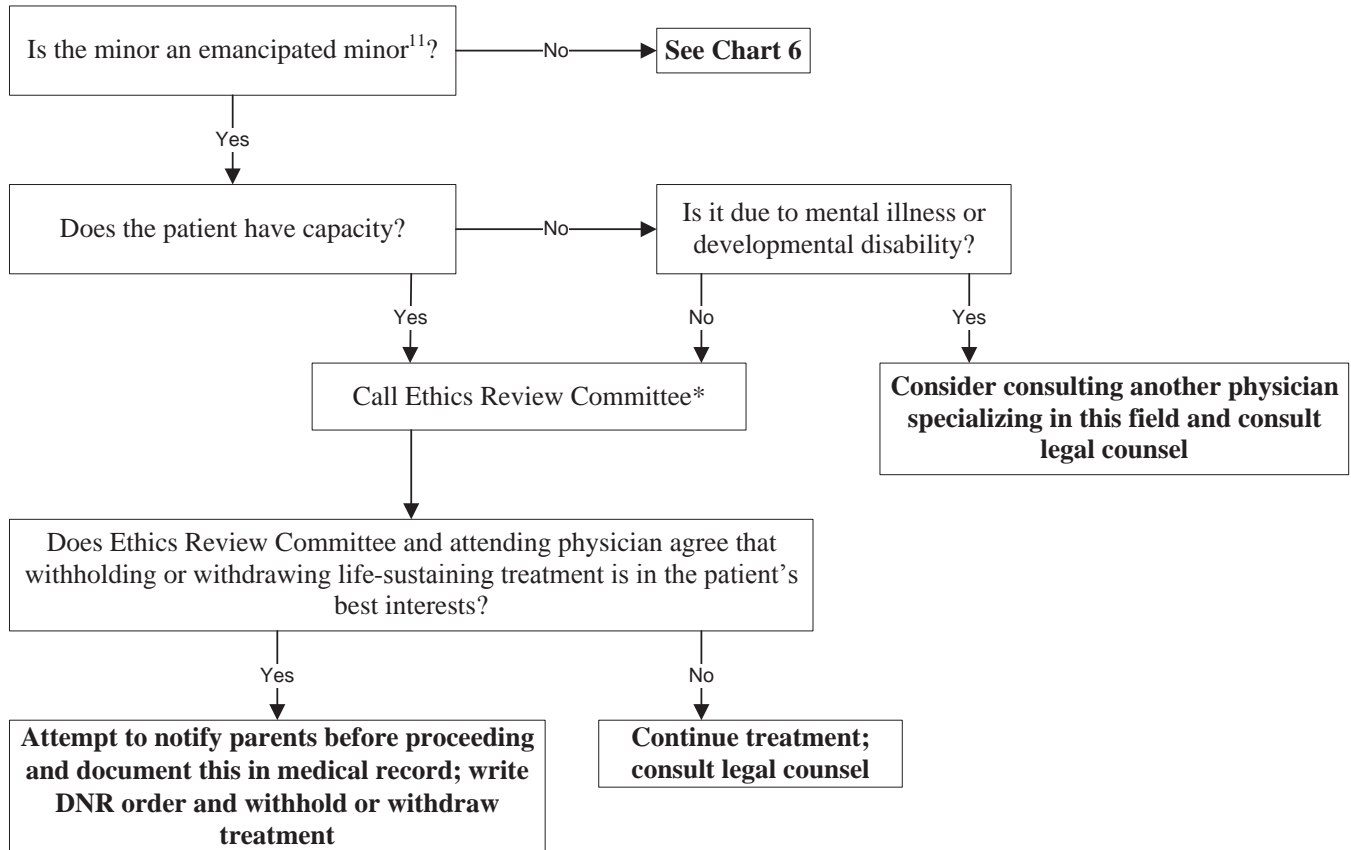 Is the minor an emancipated minor11?
No
See Chart 6
Yes
Does the patient have capacity?
No
Is it due to mental illness or
developmental disability?
Yes
No
Yes
Call Ethics Review Committee*
Consider consulting another physician
specializing in this field and consult
legal counsel
Does Ethics Review Committee and attending physician agree that
withholding or withdrawing life-sustaining treatment is in the patient’s
best interests?
Yes
No
Attempt to notify parents before proceeding
and document this in medical record; write
DNR order and withhold or withdraw
treatment
Continue treatment;
consult legal counsel